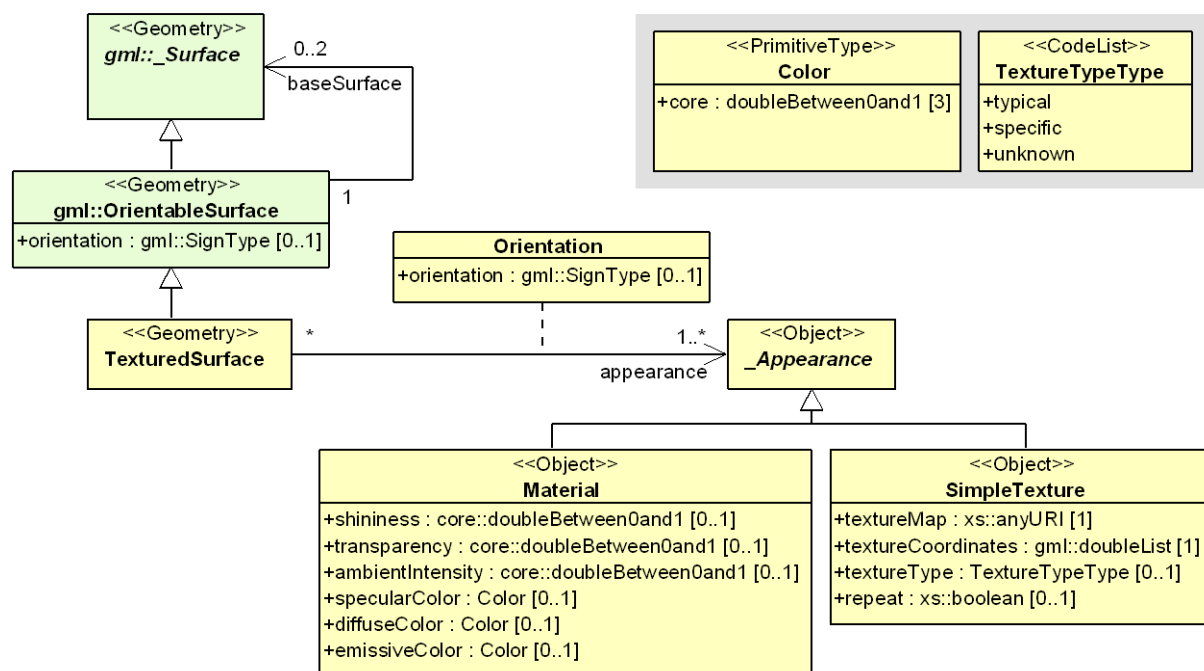 <<Geometry>>
gml::_Surface
0..2
baseSurface
<<PrimitiveType>>
Color
+core : doubleBetween0and1 [3]
<<CodeList>>
TextureTypeType
+typical
+specific
+unknown
<<Geometry>>
gml::OrientableSurface
+orientation : gml::SignType [0..1]
1
Orientation
+orientation : gml::SignType [0..1]
<<Geometry>>
TexturedSurface
*
1..*
appearance
<<Object>>
_Appearance
<<Object>>
Material
+shininess : core::doubleBetween0and1 [0..1]
+transparency : core::doubleBetween0and1 [0..1]
+ambientIntensity : core::doubleBetween0and1 [0..1]
+specularColor : Color [0..1]
+diffuseColor : Color [0..1]
+emissiveColor : Color [0..1]
<<Object>>
SimpleTexture
+textureMap : xs::anyURI [1]
+textureCoordinates : gml::doubleList [1]
+textureType : TextureTypeType [0..1]
+repeat : xs::boolean [0..1]